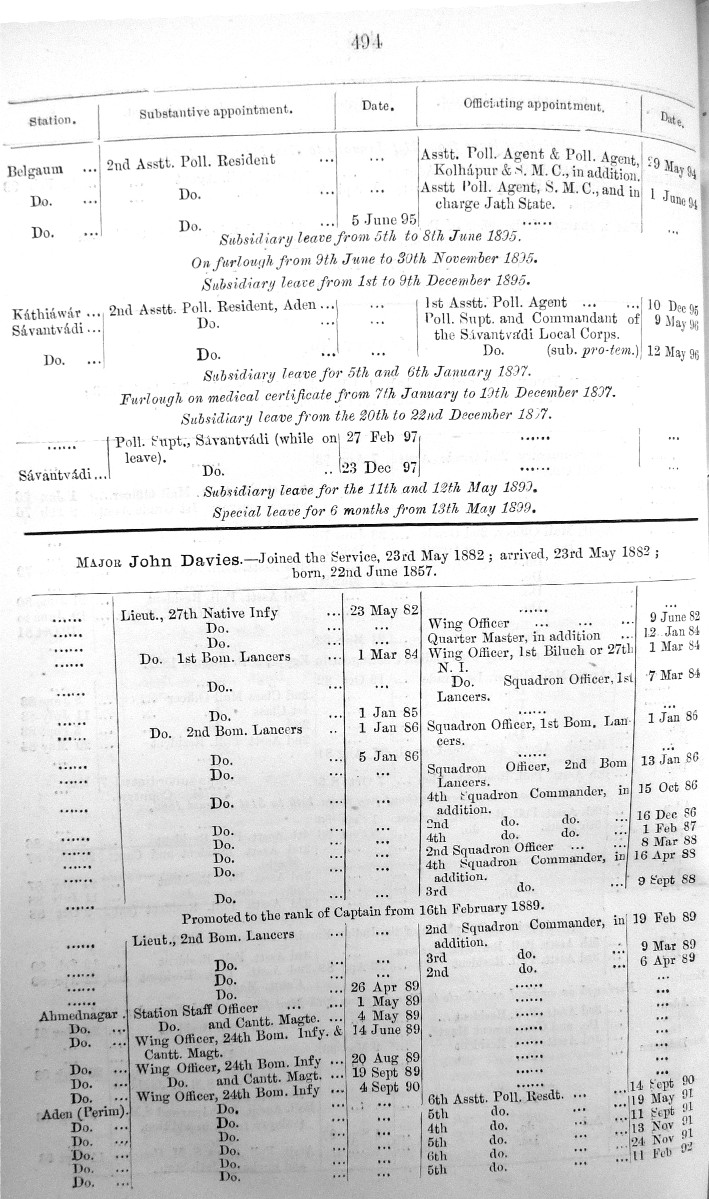 494
Station. Substantive appointment. Date. Officiating appointment. Date.
Belgaum ... 2nd Asstt. Poll. Resident ... ... Asstt. Poll. Agent & Poll. Agent, 29 May 94
Kolhápur & S. M. C., in addition.
Do. ... Do. ... ... Asstt Poll. Agent, S. M. C., and in 1 June 94
charge Jath State.
Do. ... Do. ... 5 June 95 ...... ...
Subsidiary leave from 5th to 8th June 1895.
On furlough from 9th June to 30th November 1895.
Subsidiary leave from 1st to 9th December 1895.
Káthiáwár ... 2nd Asstt. Poll. Resident, Aden ... ... 1st Asstt. Poll. Agent ... ... 10 Dec 95
Sávantvádi ... Do. ... ... Poll. Supt. and Commandant of 9 May 96
the Sávantvádi Local Corps.
Do. ... Do. ... ... Do. (sub. pro-tem.) 12 May 96
Subsidiary leave for 5th and 6th January 1897.
Furlough on medical certificate from 7th January to 19th December 1897.
Subsidiary leave from the 20th to 22nd December 1897.
...... Poll. Supt., Sávantvádi (while on 27 Feb 97 ...... ...
leave).
Sávantvádi ... Do. .. 23 Dec 97 ...... ...
Subsidiary leave for the 11th and 12th May 1899.
Special leave for 6 months from 13th May 1899.
MAJOR John Davies.—Joined the Service, 23rd May 1882 ; arrived, 23rd May 1882 ;
born, 22nd June 1857.
...... Lieut., 27th Native Infy ... 23 May 82 ...... ...
...... Do. ... ... Wing Officer ... ... ... 9 June 82
...... Do. ... ... Quarter Master, in addition ... 12 Jan 84
...... Do. 1st Bom. Lancers ... 1 Mar 84 Wing Officer, 1st Biluch or 27th 1 Mar 84
N. I.
...... Do.. ... ... Do. Squadron Officer, 1st 7 Mar 84
Lancers.
...... Do. ... 1 Jan 85 ...... ...
...... Do. 2nd Bom. Lancers .. 1 Jan 86 Squadron Officer, 1st Bom. Lan- 1 Jan 86
cers.
...... Do. ... 5 Jan 86 ...... ...
...... Do. ... ... Squadron Officer, 2nd Bom 13 Jan 86
Lancers.
...... Do. ... ... 4th Squadron Commander, in 15 Oct 86
addition.
...... Do. ... ... 2nd do. do. ... 16 Dec 86
...... Do. ... ... 4th do. do. ... 1 Feb 87
...... Do. ... ... 2nd Squadron Officer ... ... 8 Mar 88
...... Do. ... ... 4th Squadron Commander, in 16 Apr 88
addition.
...... Do. ... ... 3rd do. ... 9 Sept 88
Promoted to the rank of Captain from 16th February 1889.
...... Lieut., 2nd Bom. Lancers ... ... 2nd Squadron Commander, in 19 Feb 89
addition.
...... Do. ... ... 3rd do. ... 9 Mar 89
...... Do. ... ... 2nd do. ... 6 Apr 89
...... Do. ... 26 Apr 89 ...... ...
Ahmednagar . Station Staff Officer ... ... 1 May 89 ...... ...
Do. ... Do. and Cantt. Magte. ... 4 May 89 ...... ...
Do. ... Wing Officer, 24th Bom. Infy. & 14 June 89 ...... ...
Cantt. Magt.
Do. ... Wing Officer, 24th Bom. Infy ... 20 Aug 89 ...... ...
Do. ... Do. and Cantt. Magt. ... 19 Sept 89 ...... ...
Do. ... Wing Officer, 24th Bom. Infy ... 4 Sept 90 ...... ...
Aden (Perim). Do. ... ... 6th Asstt. Poll. Resdt. ... ... 14 Sept 90
Do. ... Do. ... ... 5th do. ... 19 May 91
Do. ... Do. ... ... 4th do. ... 11 Sept 91
Do. ... Do. ... ... 5th do. ... 13 Nov 91
Do. ... Do. ... ... 6th do. ... 24 Nov 91
Do. ... Do. ... ... 5th do. ... 11 Feb 92